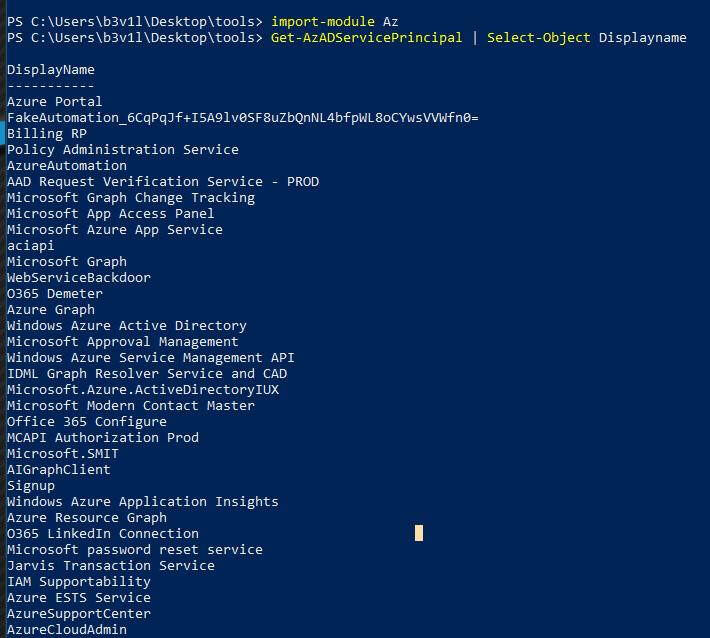 PS C:\Users\b3v1l\Desktop\tools> import-module Az
PS C:\Users\b3v1l\Desktop\tools> Get-AzADServicePrincipal | Select-Object Displayname
DisplayName
-----------
Azure Portal
FakeAutomation_6CqPqJf+I5A9lv0SF8uZbQnNL4bfpWL8oCYwsVVWfn0=
Billing RP
Policy Administration Service
AzureAutomation
AAD Request Verification Service - PROD
Microsoft Graph Change Tracking
Microsoft App Access Panel
Microsoft Azure App Service
aciapi
Microsoft Graph
WebServiceBackdoor
O365 Demeter
Azure Graph
Windows Azure Active Directory
Microsoft Approval Management
Windows Azure Service Management API
IDML Graph Resolver Service and CAD
Microsoft.Azure.ActiveDirectoryIUX
Microsoft Modern Contact Master
Office 365 Configure
MCAPI Authorization Prod
Microsoft.SMIT
AIGraphClient
Signup
Windows Azure Application Insights
Azure Resource Graph
O365 LinkedIn Connection
Microsoft password reset service
Jarvis Transaction Service
IAM Supportability
Azure ESTS Service
AzureSupportCenter
AzureCloudAdmin